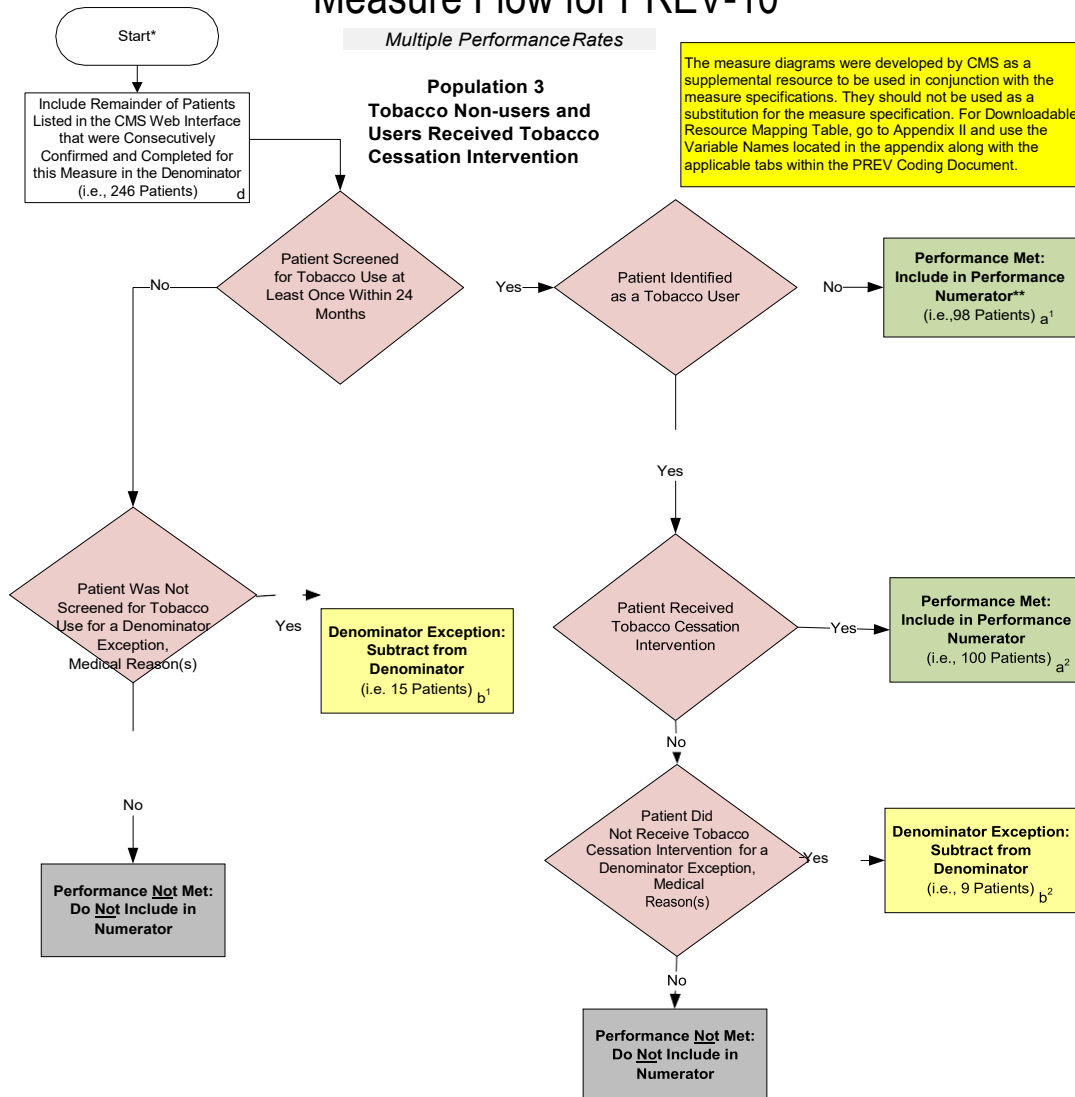 Measure Flow for PREV-10
Multiple Performance Rates
Start*
Population 3
Tobacco Non-users and
Users Received Tobacco
Cessation Intervention
The measure diagrams were developed by CMS as a
supplemental resource to be used in conjunction with the
measure specifications. They should not be used as a
substitution for the measure specification. For Downloadable
Resource Mapping Table, go to Appendix II and use the
Variable Names located in the appendix along with the
applicable tabs within the PREV Coding Document.
Include Remainder of Patients
Listed in the CMS Web Interface
that were Consecutively
Confirmed and Completed for
this Measure in the Denominator
(i.e., 246 Patients) d
Patient Screened
for Tobacco Use at
Least Once Within 24
Months
No
Yes
Patient Identified
as a Tobacco User
No
Performance Met:
Include in Performance
Numerator**
(i.e.,98 Patients) a¹
Yes
Patient Was Not
Screened for Tobacco
Use for a Denominator
Exception,
Medical Reason(s)
Yes
Denominator Exception:
Subtract from
Denominator
(i.e. 15 Patients) b¹
Patient Received
Tobacco Cessation
Intervention
Yes
Performance Met:
Include in Performance
Numerator
(i.e., 100 Patients) a²
No
No
Performance Not Met:
Do Not Include in
Numerator
Patient Did
Not Receive Tobacco
Cessation Intervention for a
Denominator Exception,
Medical
Reason(s)
Yes
Denominator Exception:
Subtract from
Denominator
(i.e., 9 Patients) b²
No
Performance Not Met:
Do Not Include in
Numerator